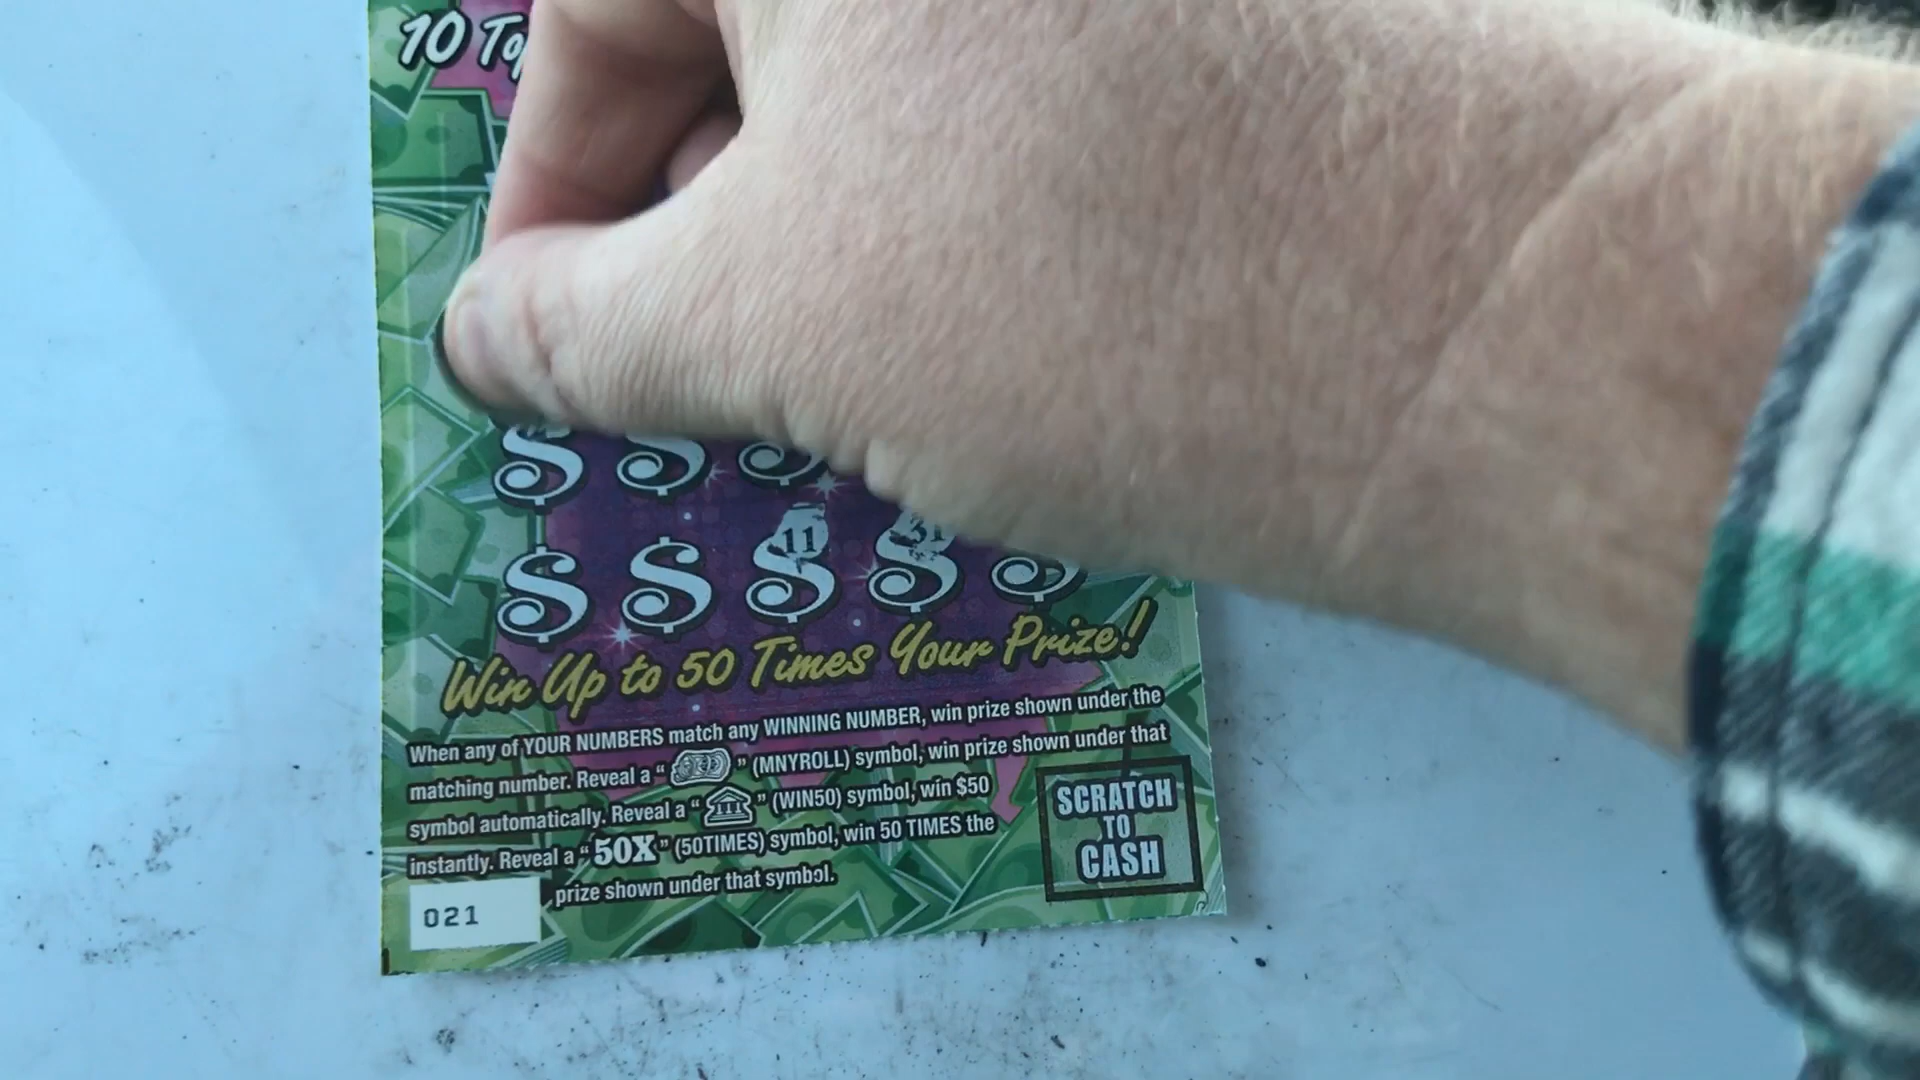 10 To
11 31
Win Up to 50 Times Your Prize!
When any of YOUR NUMBERS match any WINNING NUMBER, win prize shown under the
matching number. Reveal a “ ” (MNYROLL) symbol, win prize shown under that
symbol automatically. Reveal a “ ” (WIN50) symbol, win $50
instantly. Reveal a “50X” (50TIMES) symbol, win 50 TIMES the
prize shown under that symbol.
SCRATCH
TO
CASH
021